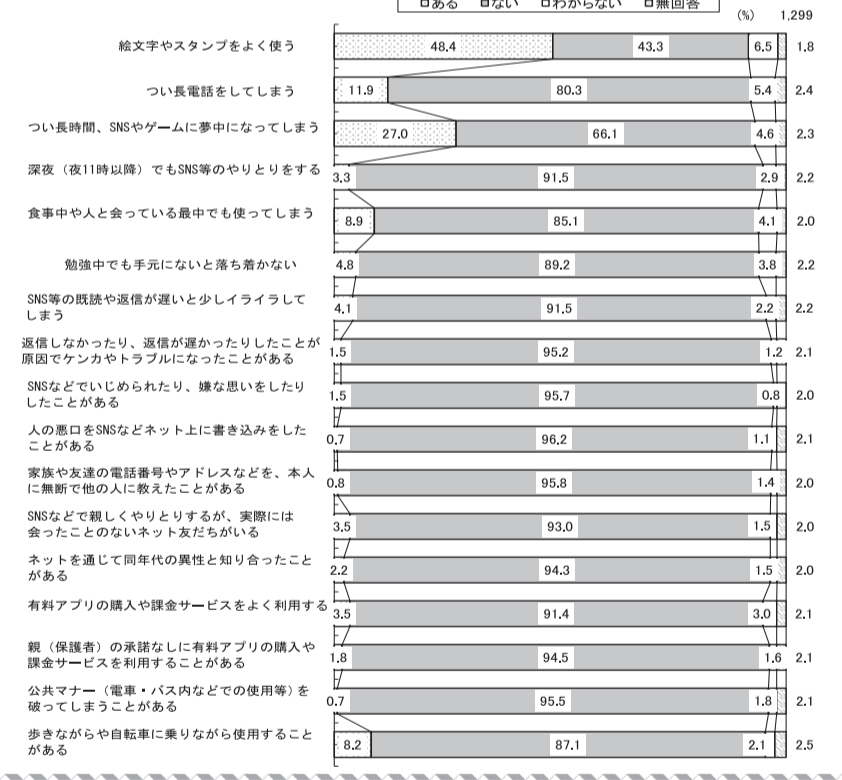 ある ない わからない 無回答
(%) 1,299
絵文字やスタンプをよく使う 48.4 43.3 6.5 1.8
つい長電話をしてしまう 11.9 80.3 5.4 2.4
つい長時間、SNSやゲームに夢中になってしまう 27.0 66.1 4.6 2.3
深夜（夜11時以降）でもSNS等のやりとりをする 3.3 91.5 2.9 2.2
食事中や人と会っている最中でも使ってしまう 8.9 85.1 4.1 2.0
勉強中でも手元にないと落ち着かない 4.8 89.2 3.8 2.2
SNS等の既読や返信が遅いと少しイライラして
しまう 4.1 91.5 2.2 2.2
返信しなかったり、返信が遅かったりしたことが
原因でケンカやトラブルになったことがある 1.5 95.2 1.2 2.1
SNSなどでいじめられたり、嫌な思いをしたり
したことがある 1.5 95.7 0.8 2.0
人の悪口をSNSなどネット上に書き込みをした
ことがある 0.7 96.2 1.1 2.1
家族や友達の電話番号やアドレスなどを、本人
に無断で他の人に教えたことがある 0.8 95.8 1.4 2.0
SNSなどで親しくやりとりするが、実際には
会ったことのないネット友だちがいる 3.5 93.0 1.5 2.0
ネットを通じて同年代の異性と知り合ったこと
がある 2.2 94.3 1.5 2.0
有料アプリの購入や課金サービスをよく利用する 3.5 91.4 3.0 2.1
親（保護者）の承諾なしに有料アプリの購入や
課金サービスを利用することがある 1.8 94.5 1.6 2.1
公共マナー（電車・バス内などでの使用等）を
破ってしまうことがある 0.7 95.5 1.8 2.1
歩きながらや自転車に乗りながら使用すること
がある 8.2 87.1 2.1 2.5